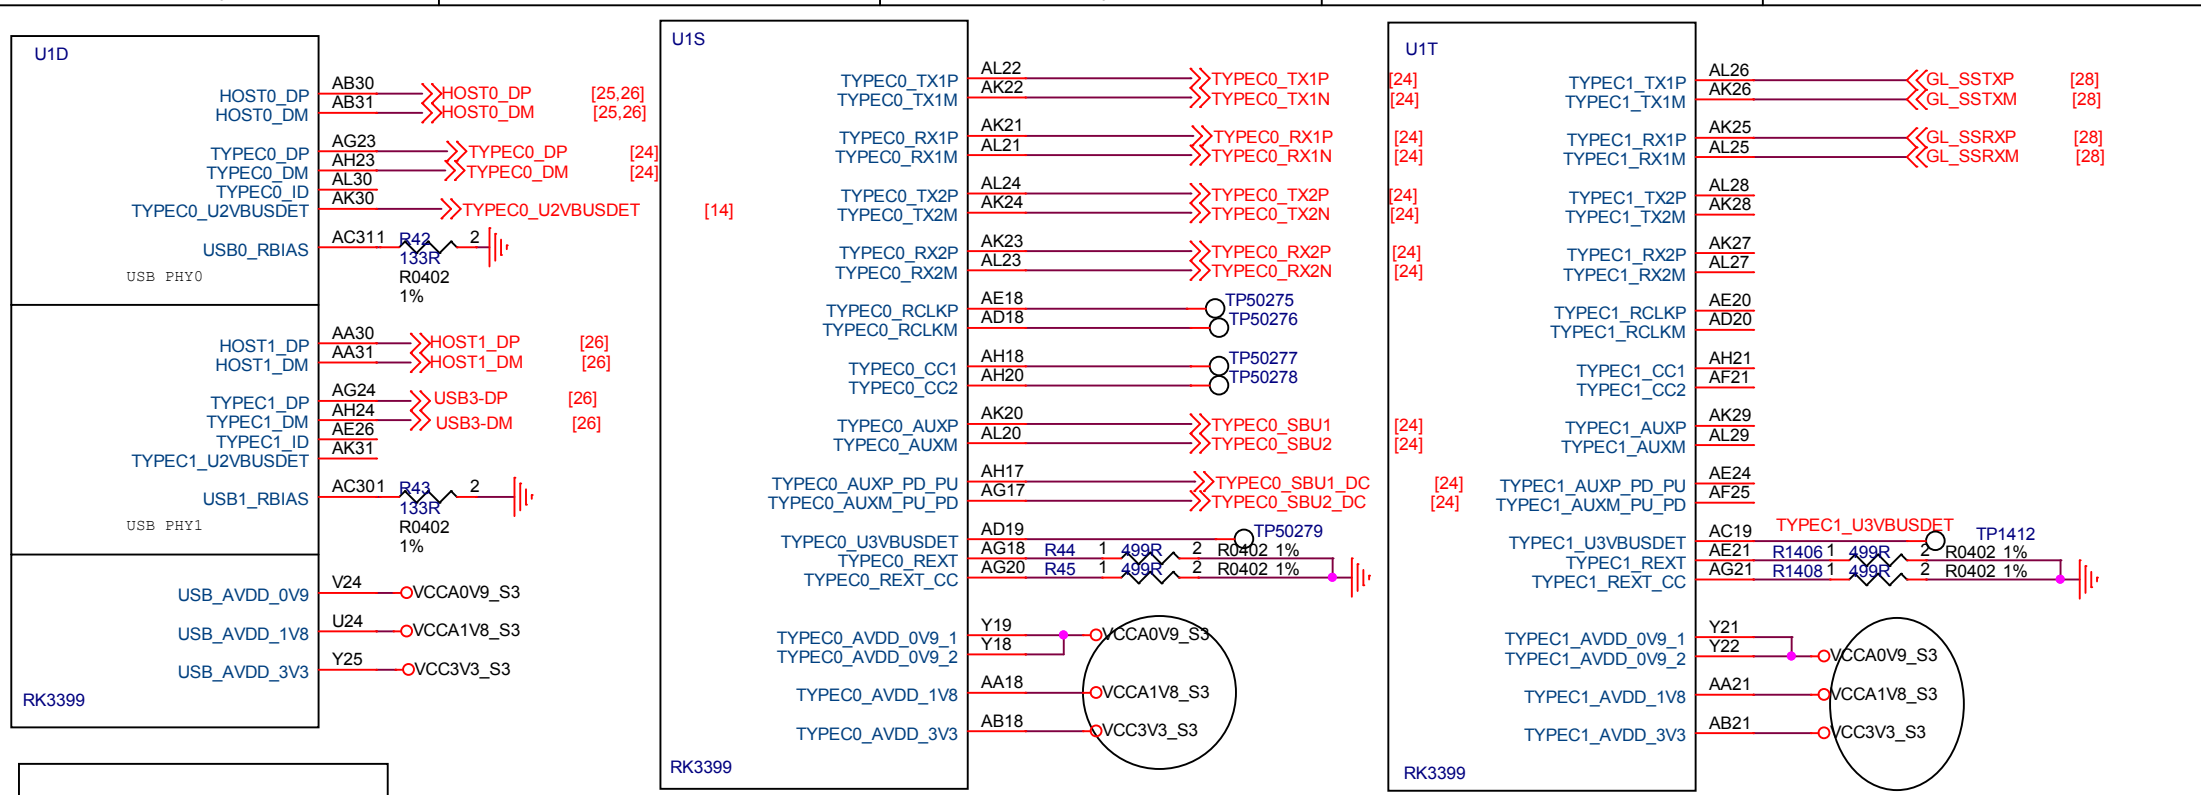 U1D
HOST0_DP AB30 HOST0_DP [25,26]
HOST0_DM AB31 HOST0_DM [25,26]
TYPEC0_DP AG23 TYPEC0_DP [24]
TYPEC0_DM AH23 TYPEC0_DM [24]
TYPEC0_ID AL30
TYPEC0_U2VBUSDET AK30 TYPEC0_U2VBUSDET [14]
USB0_RBIAS AC31 1 R42 2
133R
R0402
1%
USB PHY0
HOST1_DP AA30 HOST1_DP [26]
HOST1_DM AA31 HOST1_DM [26]
TYPEC1_DP AG24 USB3-DP [26]
TYPEC1_DM AH24 USB3-DM [26]
TYPEC1_ID AE26
TYPEC1_U2VBUSDET AK31
USB1_RBIAS AC30 1 R43 2
133R
R0402
1%
USB PHY1
USB_AVDD_0V9 V24 VCCA0V9_S3
USB_AVDD_1V8 U24 VCCA1V8_S3
USB_AVDD_3V3 Y25 VCC3V3_S3
RK3399
U1S
TYPEC0_TX1P AL22 TYPEC0_TX1P [24]
TYPEC0_TX1M AK22 TYPEC0_TX1N [24]
TYPEC0_RX1P AK21 TYPEC0_RX1P [24]
TYPEC0_RX1M AL21 TYPEC0_RX1N [24]
TYPEC0_TX2P AL24 TYPEC0_TX2P [24]
TYPEC0_TX2M AK24 TYPEC0_TX2N [24]
TYPEC0_RX2P AK23 TYPEC0_RX2P [24]
TYPEC0_RX2M AL23 TYPEC0_RX2N [24]
TYPEC0_RCLKP AE18 TP50275
TYPEC0_RCLKM AD18 TP50276
TYPEC0_CC1 AH18 TP50277
TYPEC0_CC2 AH20 TP50278
TYPEC0_AUXP AK20 TYPEC0_SBU1 [24]
TYPEC0_AUXM AL20 TYPEC0_SBU2 [24]
TYPEC0_AUXP_PD_PU AH17 TYPEC0_SBU1_DC [24]
TYPEC0_AUXM_PU_PD AG17 TYPEC0_SBU2_DC [24]
TYPEC0_U3VBUSDET AD19 TP50279
TYPEC0_REXT AG18 R44 1 499R 2 R0402 1%
TYPEC0_REXT_CC AG20 R45 1 499R 2 R0402 1%
TYPEC0_AVDD_0V9_1 Y19 VCCA0V9_S3
TYPEC0_AVDD_0V9_2 Y18
TYPEC0_AVDD_1V8 AA18 VCCA1V8_S3
TYPEC0_AVDD_3V3 AB18 VCC3V3_S3
RK3399
U1T
TYPEC1_TX1P AL26 GL_SSTXP [28]
TYPEC1_TX1M AK26 GL_SSTXM [28]
TYPEC1_RX1P AK25 GL_SSRXP [28]
TYPEC1_RX1M AL25 GL_SSRXM [28]
TYPEC1_TX2P AL28
TYPEC1_TX2M AK28
TYPEC1_RX2P AK27
TYPEC1_RX2M AL27
TYPEC1_RCLKP AE20
TYPEC1_RCLKM AD20
TYPEC1_CC1 AH21
TYPEC1_CC2 AF21
TYPEC1_AUXP AK29
TYPEC1_AUXM AL29
TYPEC1_AUXP_PD_PU AE24
TYPEC1_AUXM_PU_PD AF25
TYPEC1_U3VBUSDET AC19 TYPEC1_U3VBUSDET TP1412
TYPEC1_REXT AE21 R1406 1 499R 2 R0402 1%
TYPEC1_REXT_CC AG21 R1408 1 499R 2 R0402 1%
TYPEC1_AVDD_0V9_1 Y21
TYPEC1_AVDD_0V9_2 Y22 VCCA0V9_S3
TYPEC1_AVDD_1V8 AA21 VCCA1V8_S3
TYPEC1_AVDD_3V3 AB21 VCC3V3_S3
RK3399